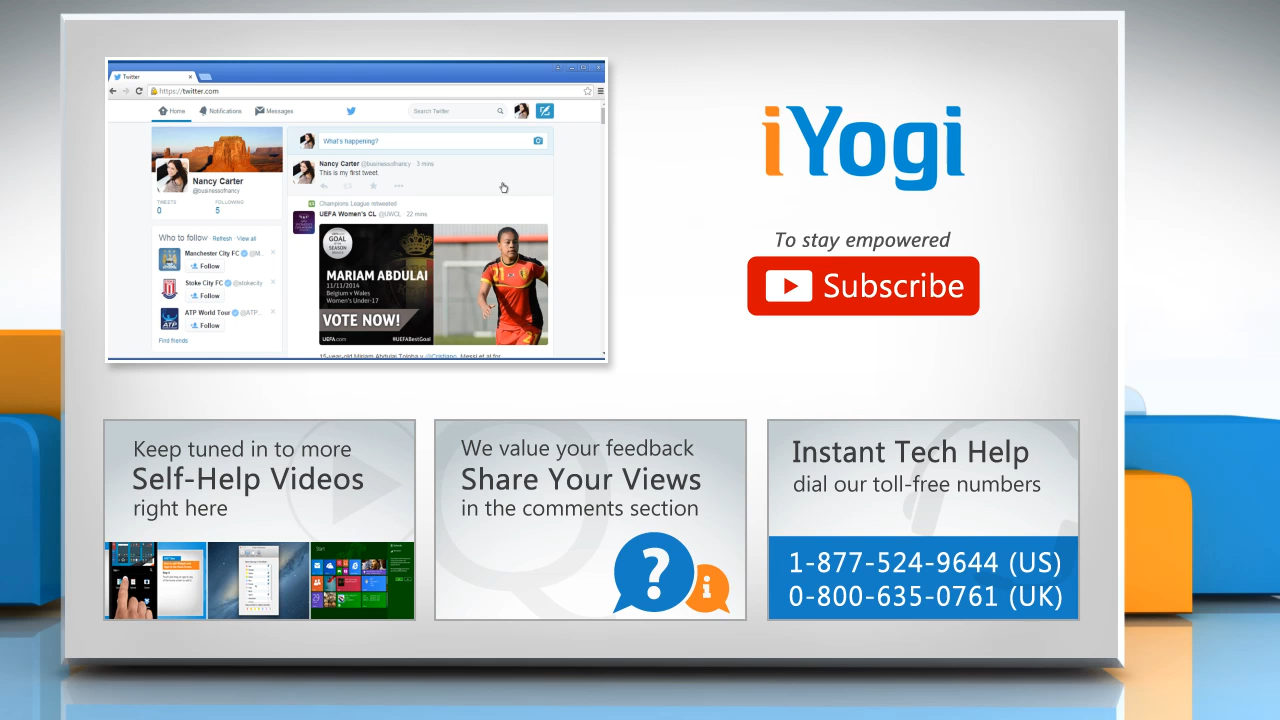 Twitter
https://twitter.com
Home
Notifications
Messages
Search Twitter
What's happening?
Nancy Carter @businessofnancy · 3 mins
This is my first tweet.
Nancy Carter
@businessofnancy
TWEETS
FOLLOWING
0
5
Champions League retweeted
UEFA Women's CL @UWCL · 22 mins
GOAL
OF THE
SEASON
MARIAM ABDULAI
11/11/2014
Belgium v Wales
Women's Under-17
VOTE NOW!
UEFA.com
#UEFABestGoal
Who to follow · Refresh · View all
Manchester City FC @M...
Follow
Stoke City FC @stokecity
Follow
ATP World Tour @ATP...
Follow
Find friends
iYogi
To stay empowered
Subscribe
Keep tuned in to more
Self-Help Videos
right here
Start
We value your feedback
Share Your Views
in the comments section
?
i
Instant Tech Help
dial our toll-free numbers
1-877-524-9644 (US)
0-800-635-0761 (UK)